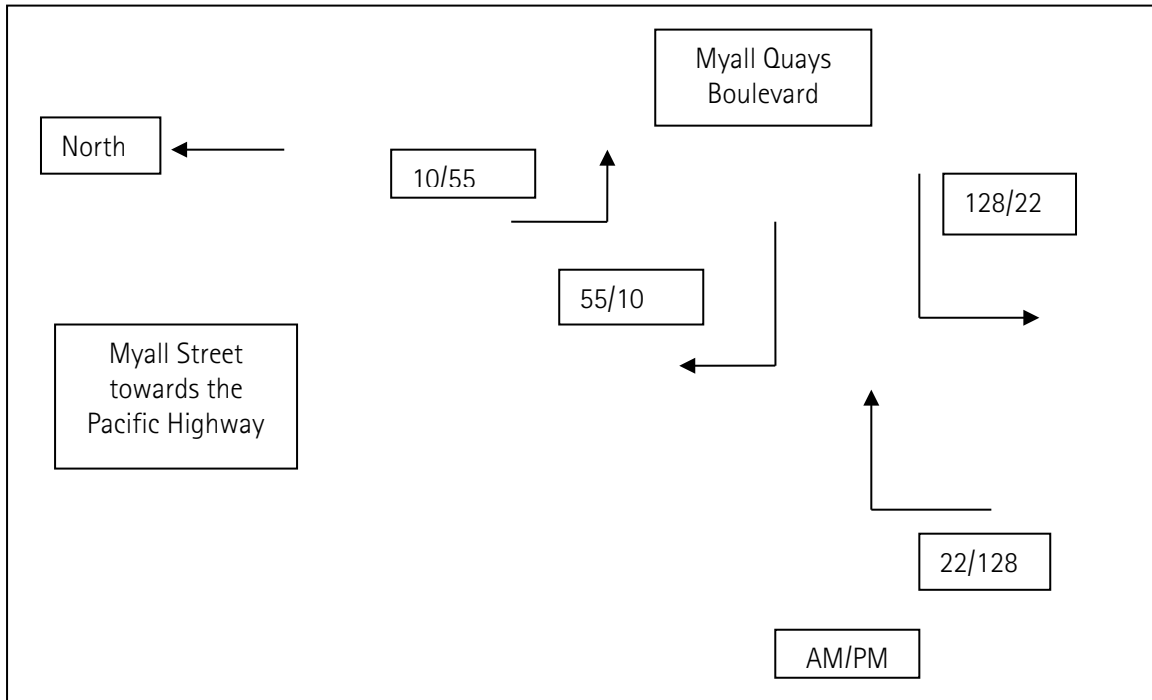 Myall Quays
Boulevard
North
10/55
128/22
55/10
Myall Street
towards the
Pacific Highway
22/128
AM/PM